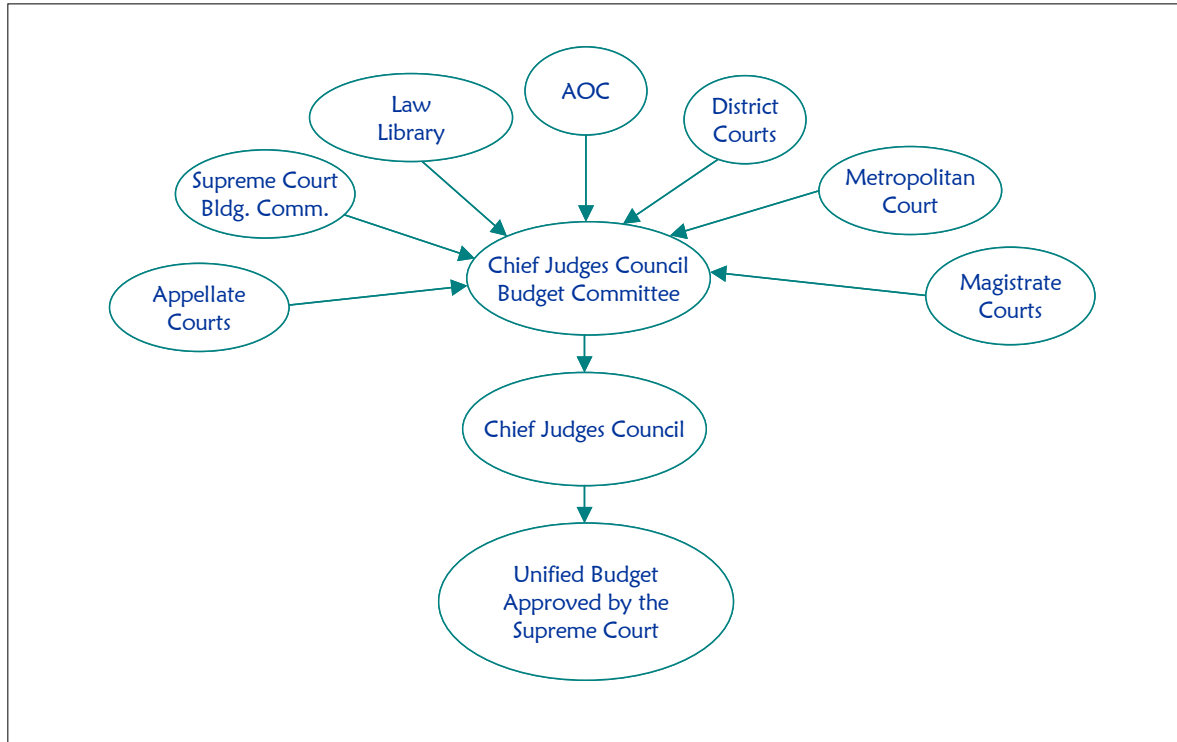 AOC
Law
Library
District
Courts
Supreme Court
Bldg. Comm.
Metropolitan
Court
Chief Judges Council
Budget Committee
Appellate
Courts
Magistrate
Courts
Chief Judges Council
Unified Budget
Approved by the
Supreme Court